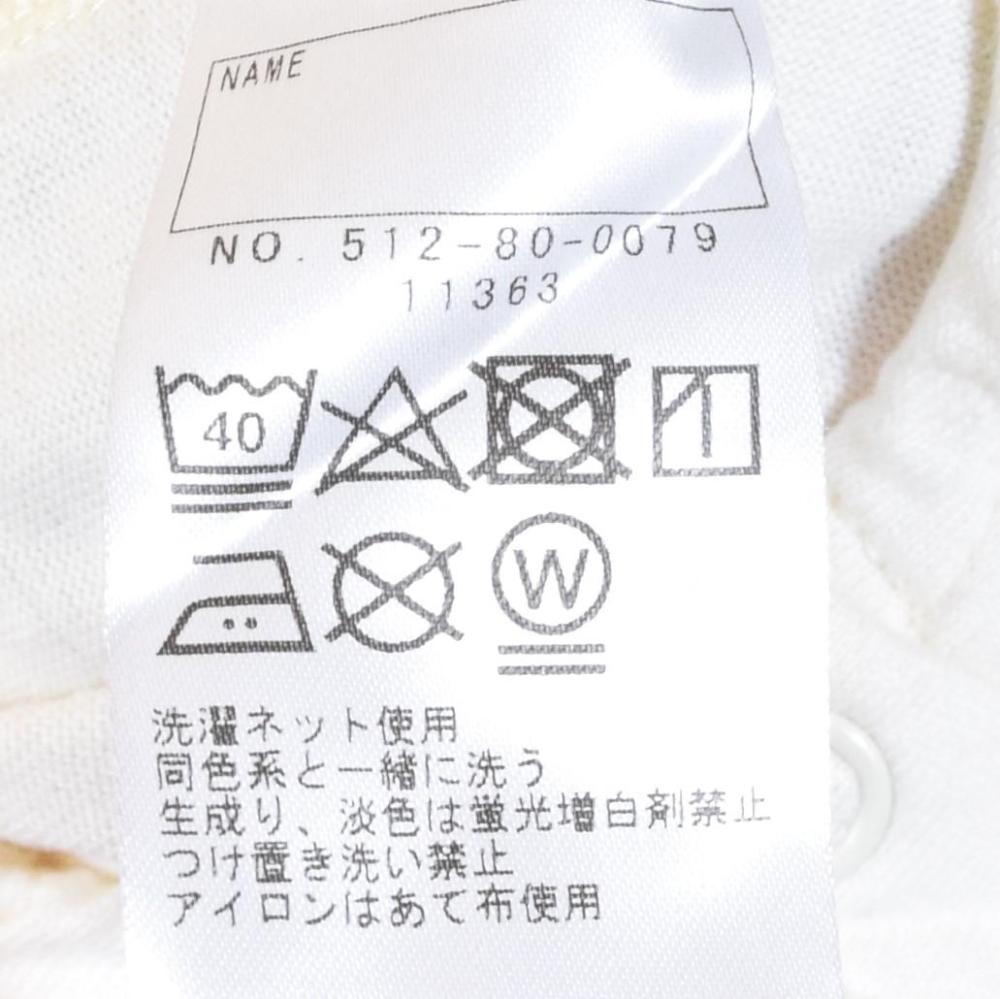 NAME
NO. 512-80-0079
11363
40
W
洗濯ネット使用
同色系と一緒に洗う
生成り、淡色は蛍光増白剤禁止
つけ置き洗い禁止
アイロンはあて布使用